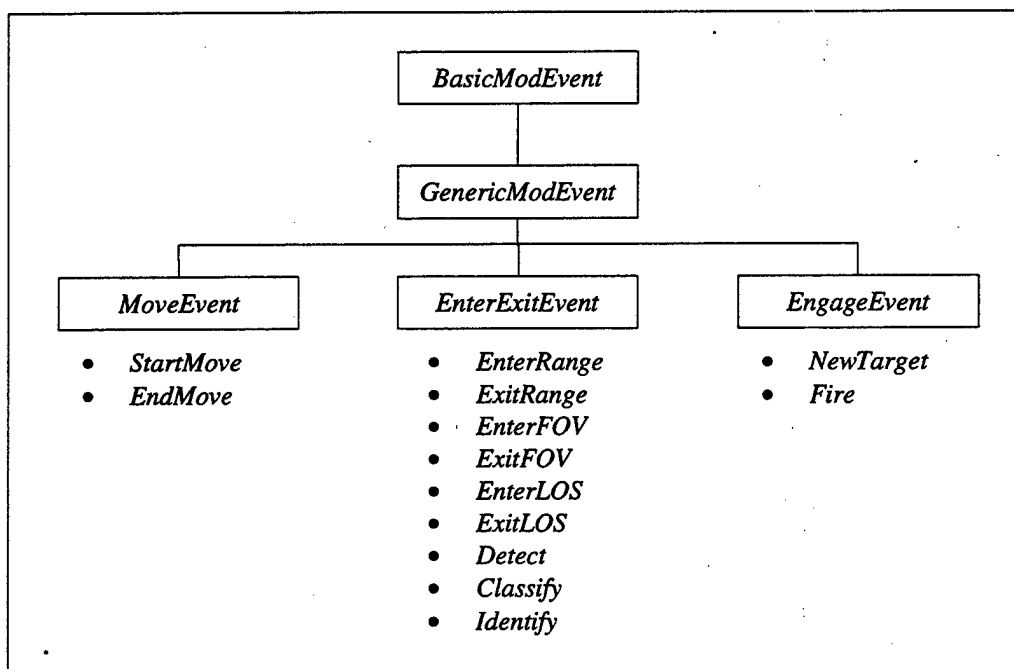 BasicModEvent
GenericModEvent
MoveEvent
• StartMove
• EndMove
EnterExitEvent
• EnterRange
• ExitRange
• EnterFOV
• ExitFOV
• EnterLOS
• ExitLOS
• Detect
• Classify
• Identify
EngageEvent
• NewTarget
• Fire